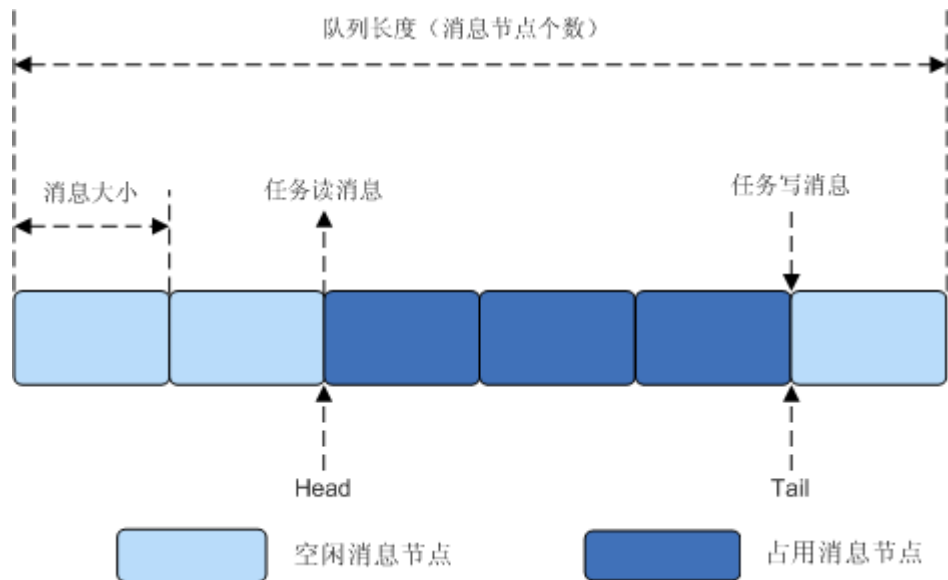 队列长度（消息节点个数）
消息大小
任务读消息
任务写消息
Head
Tail
空闲消息节点
占用消息节点